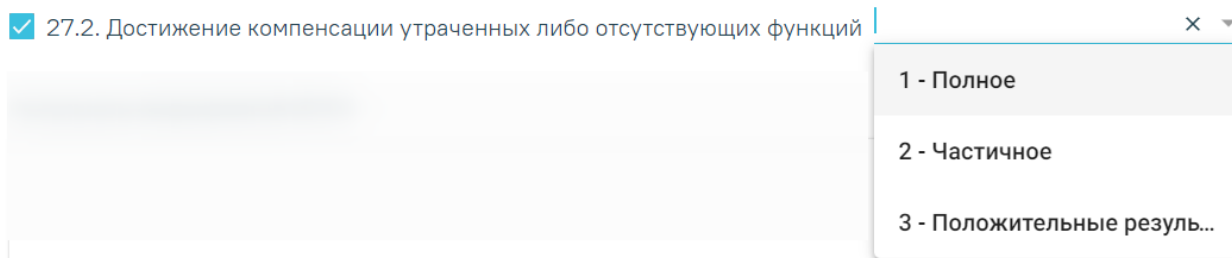 27.2. Достижение компенсации утраченных либо отсутствующих функций
1 - Полное
2 - Частичное
3 - Положительные резуль...